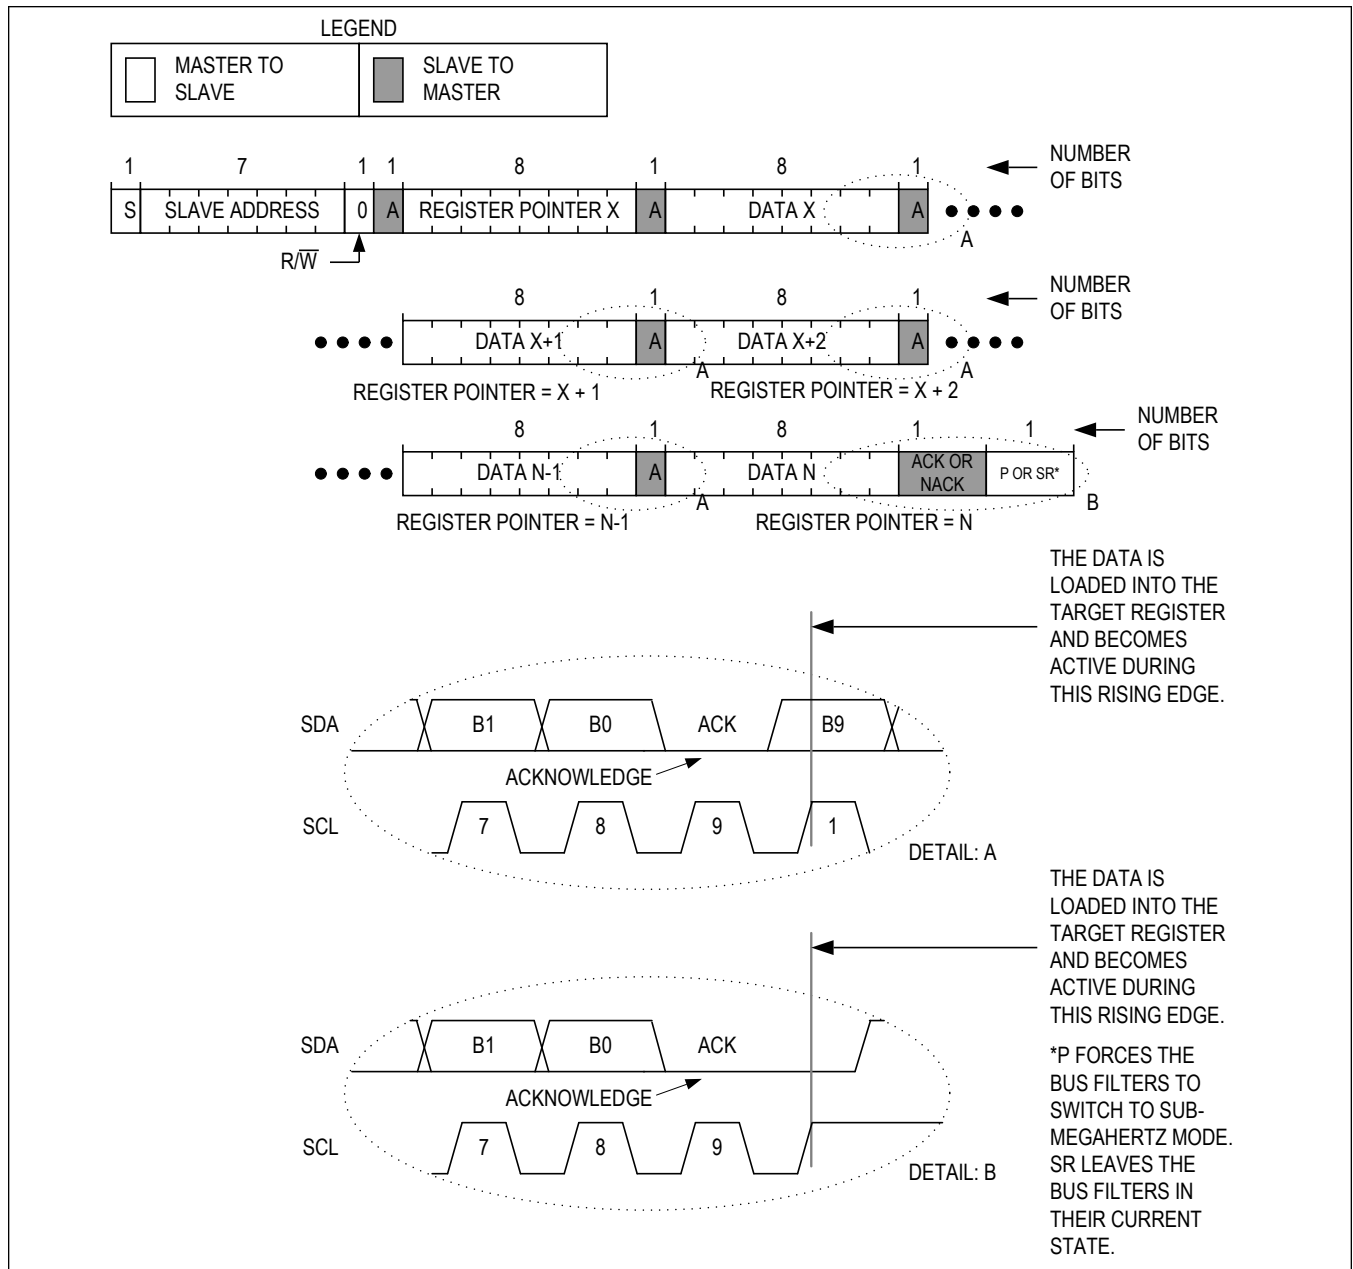 LEGEND
MASTER TO
SLAVE
SLAVE TO
MASTER
1 7 1 1 8 1 8 1
NUMBER
OF BITS
S SLAVE ADDRESS 0 A REGISTER POINTER X A DATA X A
A
R/W̅
8 1 8 1
NUMBER
OF BITS
DATA X+1 A DATA X+2 A
A A
REGISTER POINTER = X + 1 REGISTER POINTER = X + 2
8 1 8 1 1
NUMBER
OF BITS
DATA N-1 A DATA N ACK OR
NACK P OR SR*
A B
REGISTER POINTER = N-1 REGISTER POINTER = N
THE DATA IS
LOADED INTO THE
TARGET REGISTER
AND BECOMES
ACTIVE DURING
THIS RISING EDGE.
SDA B1 B0 ACK B9
ACKNOWLEDGE
SCL 7 8 9 1
DETAIL: A
THE DATA IS
LOADED INTO THE
TARGET REGISTER
AND BECOMES
ACTIVE DURING
THIS RISING EDGE.
SDA B1 B0 ACK
ACKNOWLEDGE
SCL 7 8 9
DETAIL: B
*P FORCES THE
BUS FILTERS TO
SWITCH TO SUB-
MEGAHERTZ MODE.
SR LEAVES THE
BUS FILTERS IN
THEIR CURRENT
STATE.